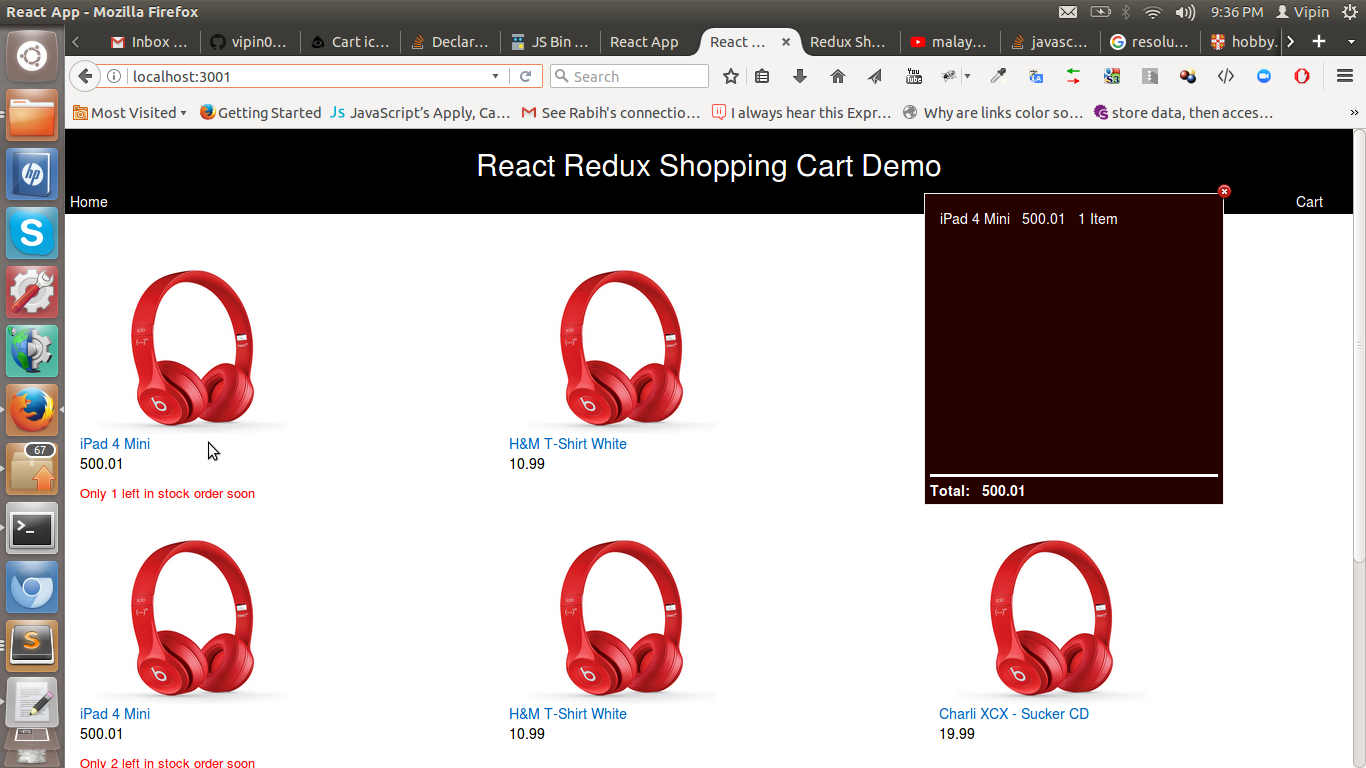 React App - Mozilla Firefox
9:36 PM Vipin
Inbox ...
vipin0...
Cart ic...
Declar...
JS Bin ...
React App
React ...
Redux Sh...
malay...
javasc...
resolu...
hobby.
localhost:3001
Search
You
Tube
Most Visited
Getting Started
JS JavaScript’s Apply, Ca...
See Rabih's connectio...
I always hear this Expr...
Why are links color so...
store data, then acces...
React Redux Shopping Cart Demo
Home
Cart
iPad 4 Mini 500.01 1 Item
Total: 500.01
iPad 4 Mini
500.01
Only 1 left in stock order soon
H&M T-Shirt White
10.99
iPad 4 Mini
500.01
Only 2 left in stock order soon
H&M T-Shirt White
10.99
Charli XCX - Sucker CD
19.99
hp
67